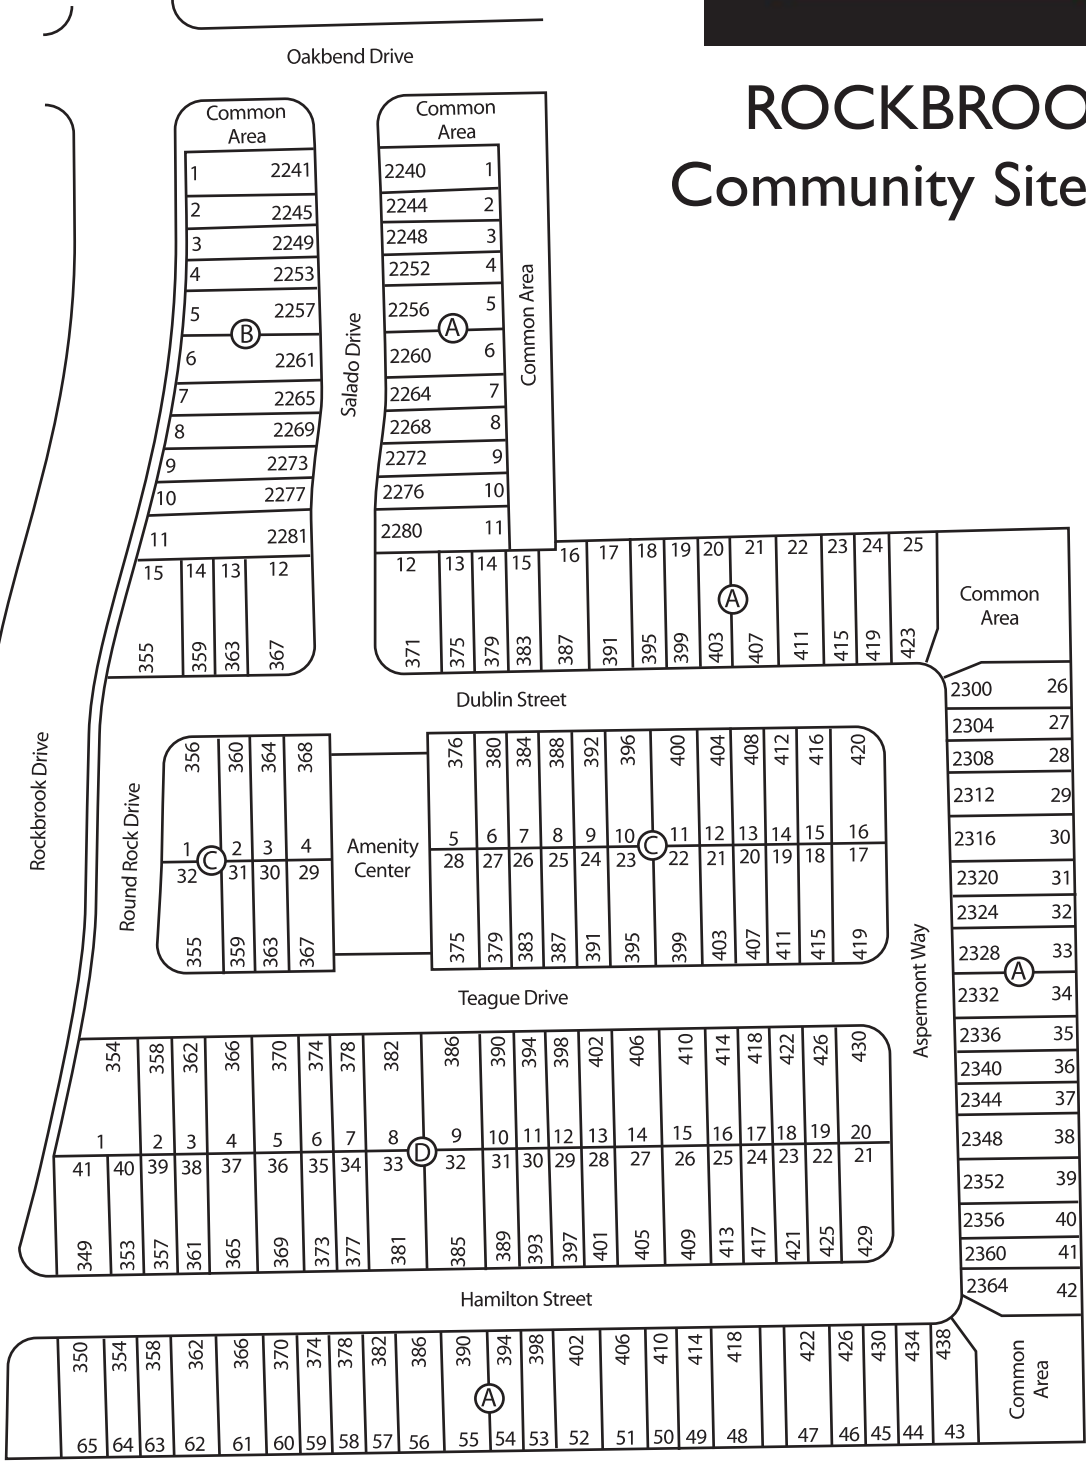 Oakbend Drive
ROCKBROO
Community Site
Common
Area
1 2241
2 2245
3 2249
4 2253
5 2257
B
6 2261
7 2265
8 2269
9 2273
10 2277
11 2281
15 14 13 12
355 359 363 367
Salado Drive
Common
Area
2240 1
2244 2
2248 3
2252 4
2256 5
A
2260 6
2264 7
2268 8
2272 9
2276 10
2280 11
Common Area
12 13 14 15 16 17 18 19 20 21 22 23 24 25
A
371 375 379 383 387 391 395 399 403 407 411 415 419 423
Common
Area
Dublin Street
Rockbrook Drive
Round Rock Drive
356 360 364 368
1 2 3 4
C
32 31 30 29
355 359 363 367
Amenity
Center
376 380 384 388 392 396 400 404 408 412 416 420
5 6 7 8 9 10 11 12 13 14 15 16
C
28 27 26 25 24 23 22 21 20 19 18 17
375 379 383 387 391 395 399 403 407 411 415 419
Aspermont Way
2300 26
2304 27
2308 28
2312 29
2316 30
2320 31
2324 32
2328 33
A
2332 34
2336 35
2340 36
2344 37
2348 38
2352 39
2356 40
2360 41
2364 42
Teague Drive
354 358 362 366 370 374 378 382 386 390 394 398 402 406 410 414 418 422 426 430
1 2 3 4 5 6 7 8 9 10 11 12 13 14 15 16 17 18 19 20
D
41 40 39 38 37 36 35 34 33 32 31 30 29 28 27 26 25 24 23 22 21
349 353 357 361 365 369 373 377 381 385 389 393 397 401 405 409 413 417 421 425 429
Hamilton Street
350 354 358 362 366 370 374 378 382 386 390 394 398 402 406 410 414 418 422 426 430 434 438
A
65 64 63 62 61 60 59 58 57 56 55 54 53 52 51 50 49 48 47 46 45 44 43
Common
Area